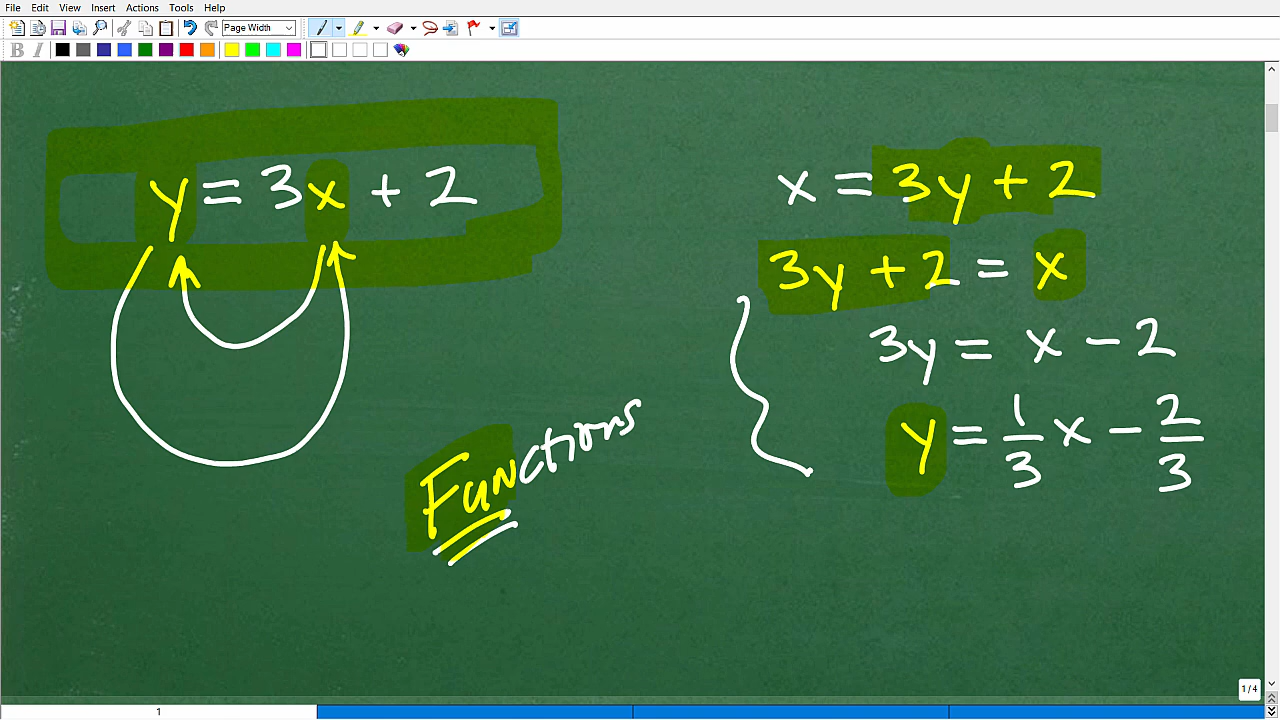 File Edit View Insert Actions Tools Help
Page Width
B I
y = 3x + 2
x = 3y + 2
3y + 2 = x
3y = x - 2
y = 1/3 x - 2/3
Functions
1/4
1